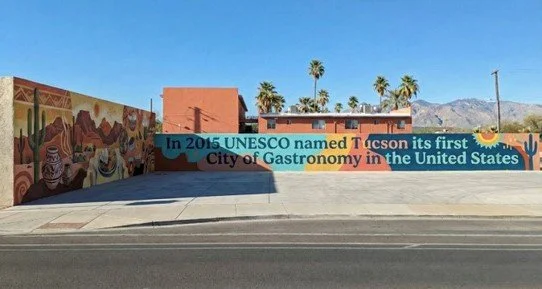 In 2015 UNESCO named Tucson its first
City of Gastronomy in the United States